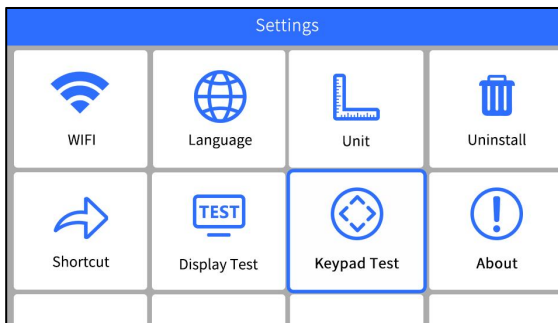 Settings
WIFI
Language
Unit
Uninstall
TEST
Shortcut
Display Test
Keypad Test
About